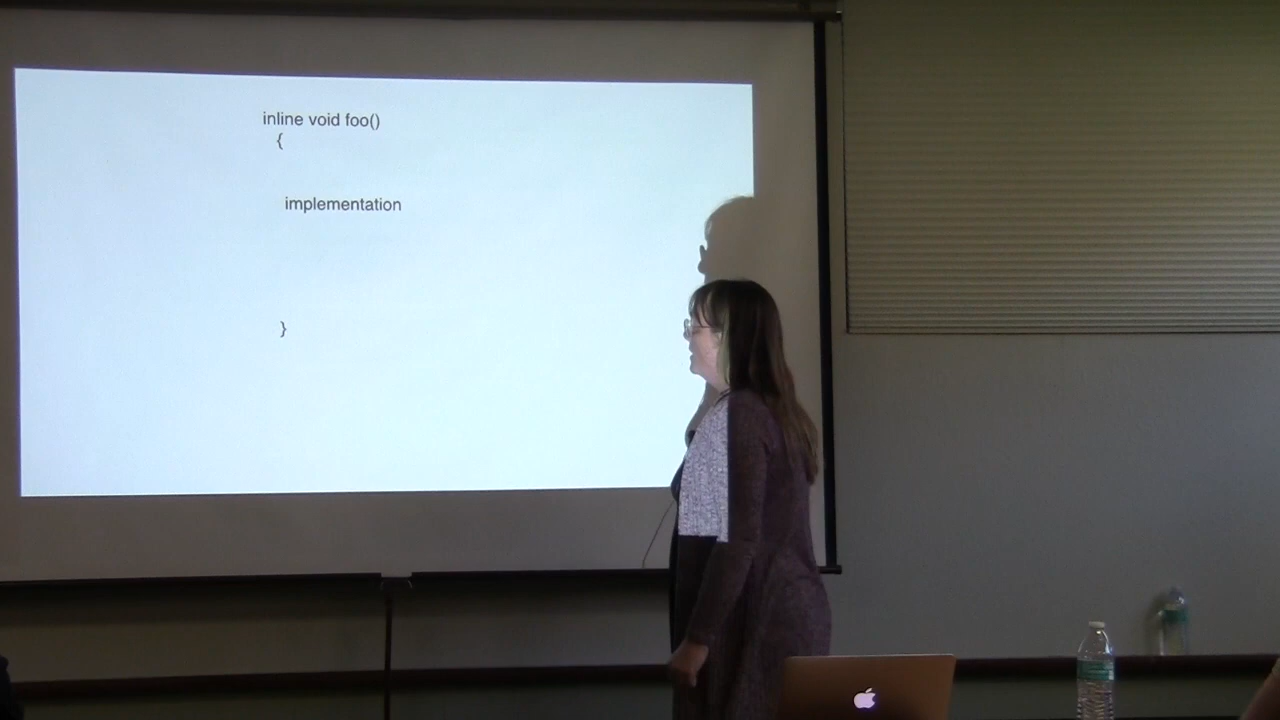 inline void foo()
{
implementation
}